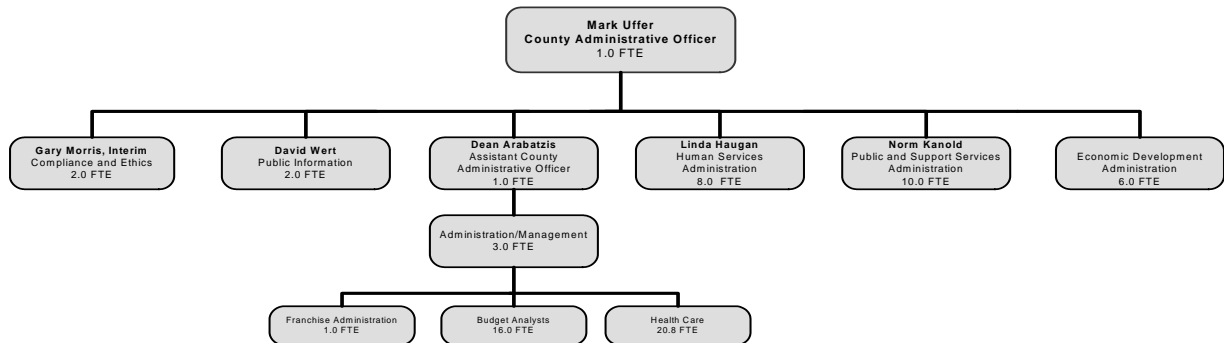 Mark Uffer
County Administrative Officer
1.0 FTE
Gary Morris, Interim
Compliance and Ethics
2.0 FTE
David Wert
Public Information
2.0 FTE
Dean Arabatzis
Assistant County
Administrative Officer
1.0 FTE
Linda Haugan
Human Services
Administration
8.0 FTE
Norm Kanold
Public and Support Services
Administration
10.0 FTE
Economic Development
Administration
6.0 FTE
Administration/Management
3.0 FTE
Franchise Administration
1.0 FTE
Budget Analysts
16.0 FTE
Health Care
20.8 FTE